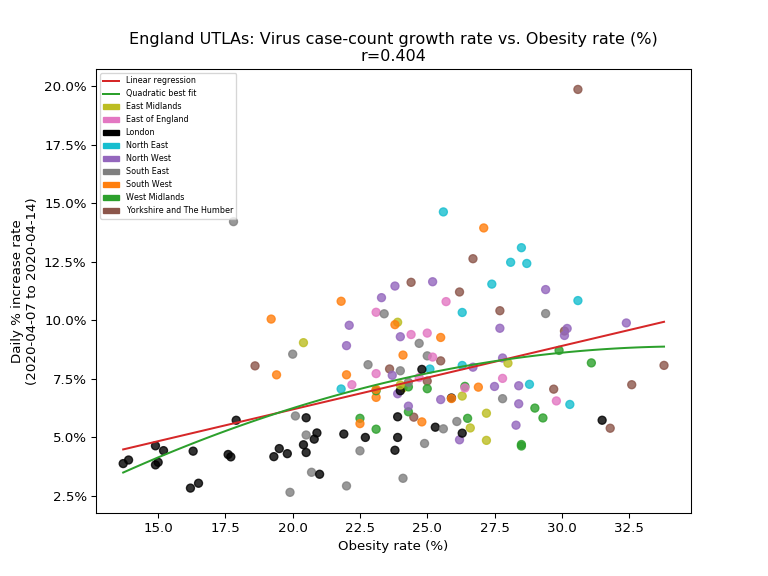 England UTLAs: Virus case-count growth rate vs. Obesity rate (%)
r=0.404
Linear regression
Quadratic best fit
East Midlands
East of England
London
North East
North West
South East
South West
West Midlands
Yorkshire and The Humber
20.0%
17.5%
15.0%
12.5%
10.0%
7.5%
5.0%
2.5%
Daily % increase rate
(2020-04-07 to 2020-04-14)
15.0 17.5 20.0 22.5 25.0 27.5 30.0 32.5
Obesity rate (%)